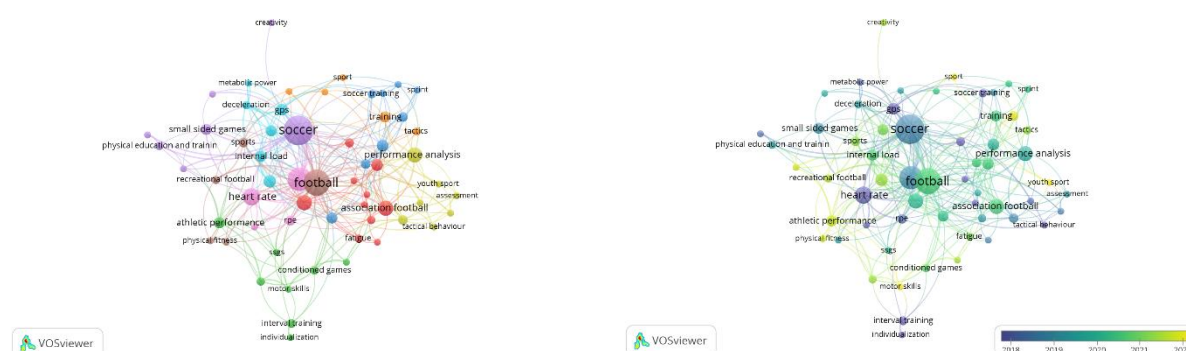 creativity
metabolic power
sport
sprint
soccer training
deceleration
gps
training
small sided games
soccer
tactics
sports
physical education and trainin
performance analysis
internal load
recreational football
football
youth sport
heart rate
assessment
association football
athletic performance
rpe
tactical behaviour
physical fitness
fatigue
ssgs
conditioned games
motor skills
interval training
individualization
VOSviewer
creativity
metabolic power
sport
sprint
soccer training
deceleration
gps
training
small sided games
soccer
tactics
sports
physical education and trainin
performance analysis
internal load
recreational football
football
youth sport
heart rate
assessment
association football
athletic performance
rpe
tactical behaviour
physical fitness
fatigue
ssgs
conditioned games
motor skills
interval training
individualization
VOSviewer
2018 2019 2020 2021